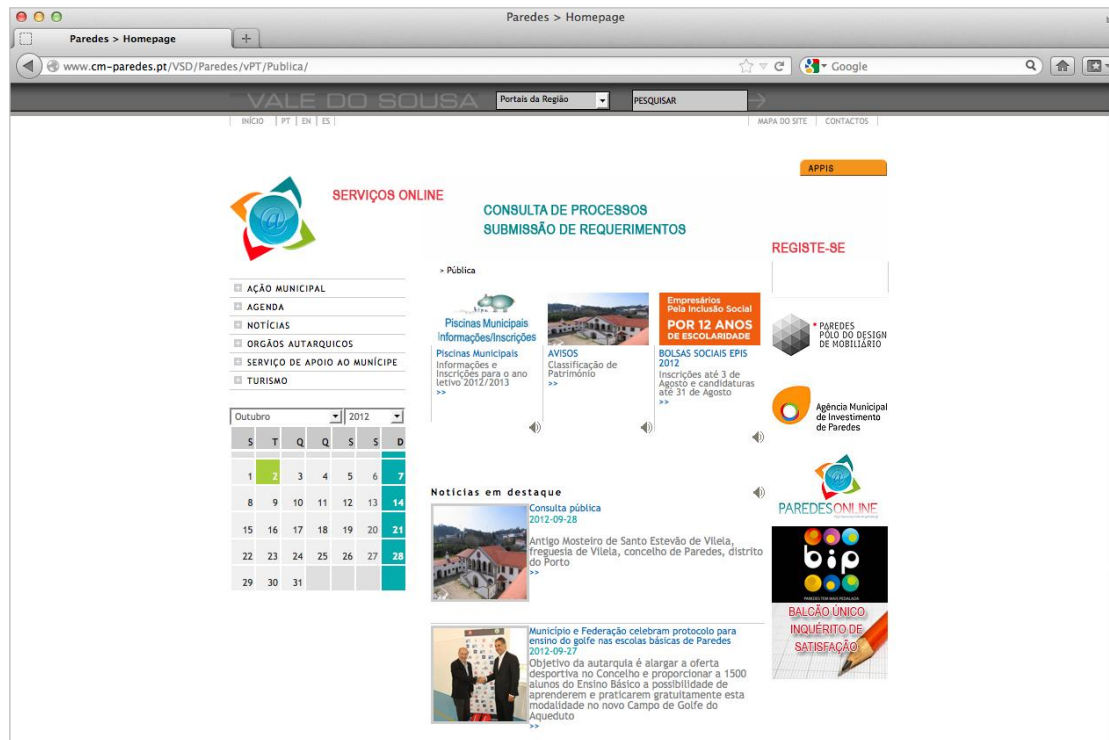 Paredes > Homepage
Paredes > Homepage
www.cm-paredes.pt/VSD/Paredes/vPT/Publica/
Google
VALE DO SOUSA
Portais da Região
PESQUISAR
INÍCIO | PT | EN | ES |
MAPA DO SITE | CONTACTOS |
APPIS
SERVIÇOS ONLINE
CONSULTA DE PROCESSOS
SUBMISSÃO DE REQUERIMENTOS
REGISTE-SE
@
> Pública
AÇÃO MUNICIPAL
AGENDA
NOTÍCIAS
ORGÃOS AUTARQUICOS
SERVIÇO DE APOIO AO MUNÍCIPE
TURISMO
Outubro
2012
S T Q Q S S D
1 2 3 4 5 6 7
8 9 10 11 12 13 14
15 16 17 18 19 20 21
22 23 24 25 26 27 28
29 30 31
Piscinas Municipais
Informações/Inscrições
Piscinas Municipais
Informações e
Inscrições para o ano
letivo 2012/2013
>>
AVISOS
Classificação de
Património
>>
Empresários
Pela Inclusão Social
POR 12 ANOS
DE ESCOLARIDADE
BOLSAS SOCIAIS EPIS
2012
Inscrições até 3 de
Agosto e candidaturas
até 31 de Agosto
>>
Noticias em destaque
Consulta pública
2012-09-28
Antigo Mosteiro de Santo Estevão de Vilela,
freguesia de Vilela, concelho de Paredes, distrito
do Porto
>>
Município e Federação celebram protocolo para
ensino do golfe nas escolas básicas de Paredes
2012-09-27
Objetivo da autarquia é alargar a oferta
desportiva no Concelho e proporcionar a 1500
alunos do Ensino Básico a possibilidade de
aprenderem e praticarem gratuitamente esta
modalidade no novo Campo de Golfe do
Aqueduto
>>
PAREDES
PÓLO DO DESIGN
DE MOBILIÁRIO
Agência Municipal
de Investimento
de Paredes
PAREDESONLINE
bip
PAREDES TEM MAIS PEDALADA
BALCÃO ÚNICO
INQUÉRITO DE
SATISFAÇÃO